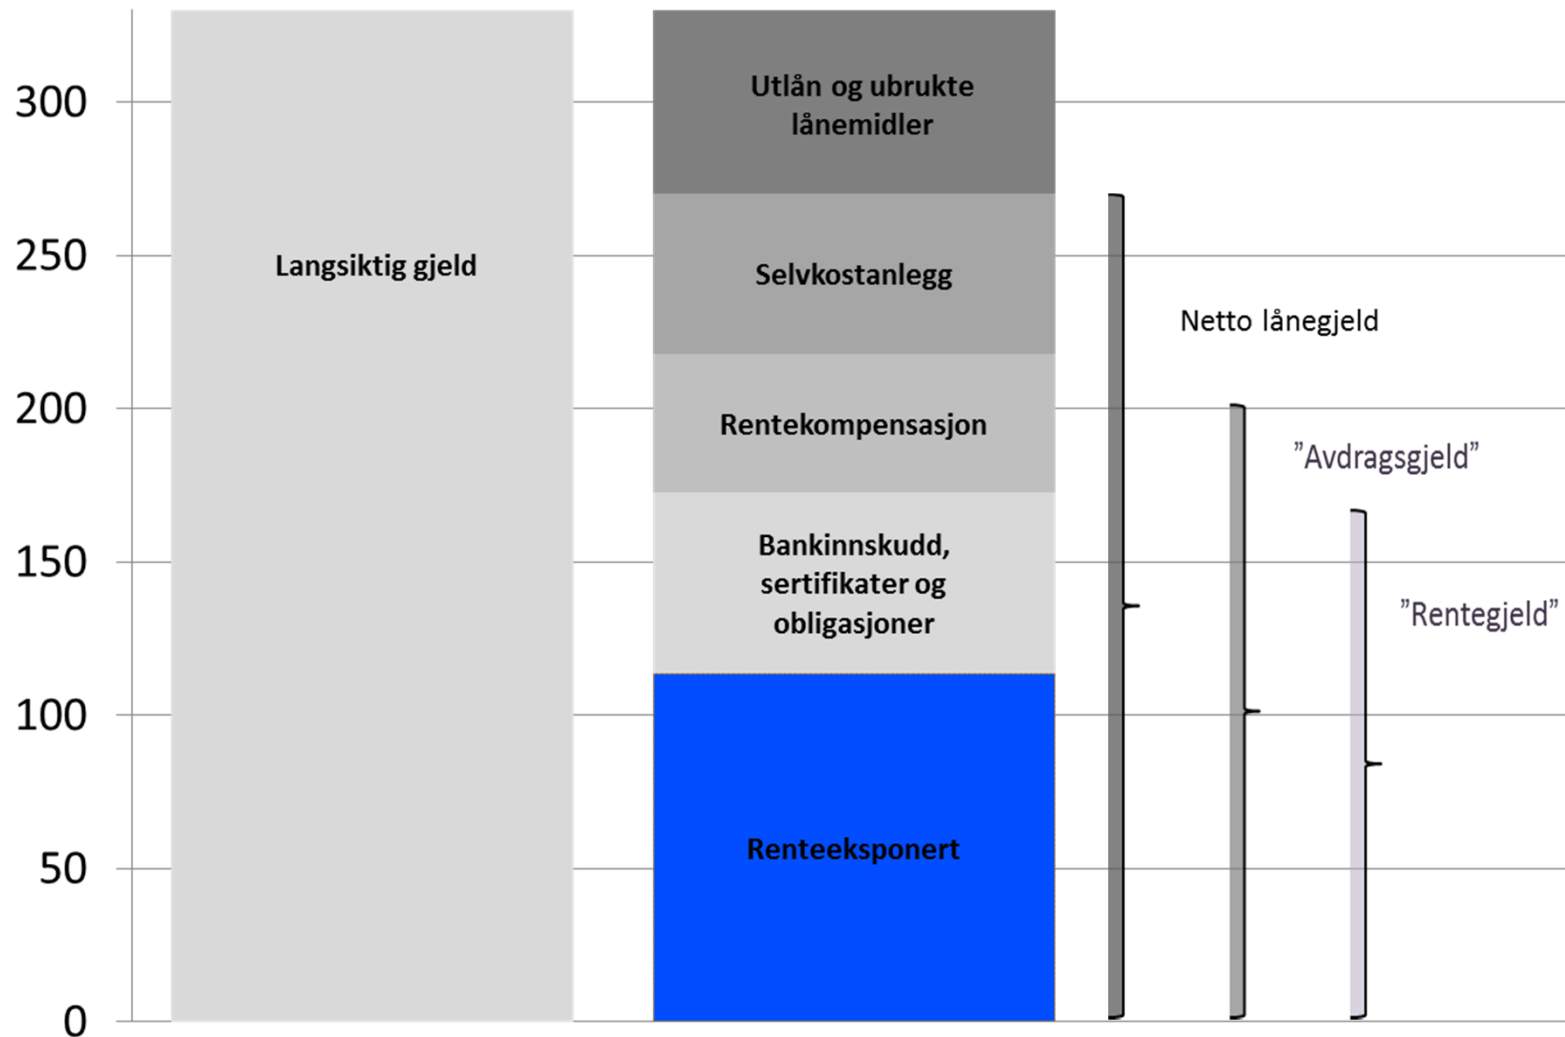 300
250
200
150
100
50
0
Langsiktig gjeld
Utlån og ubrukte
lånemidler
Selvkostanlegg
Rentekompensasjon
Bankinnskudd,
sertifikater og
obligasjoner
Renteeksponert
Netto lånegjeld
”Avdragsgjeld”
”Rentegjeld”